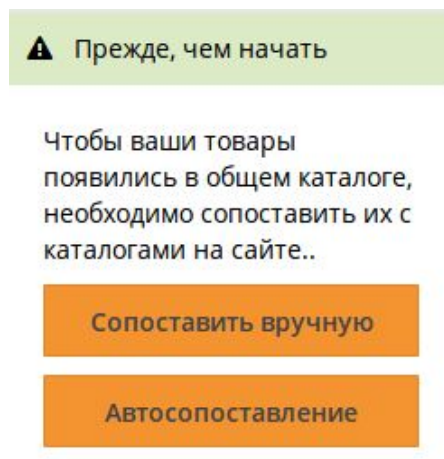 Прежде, чем начать
Чтобы ваши товары
появились в общем каталоге,
необходимо сопоставить их с
каталогами на сайте..
Сопоставить вручную
Автосопоставление